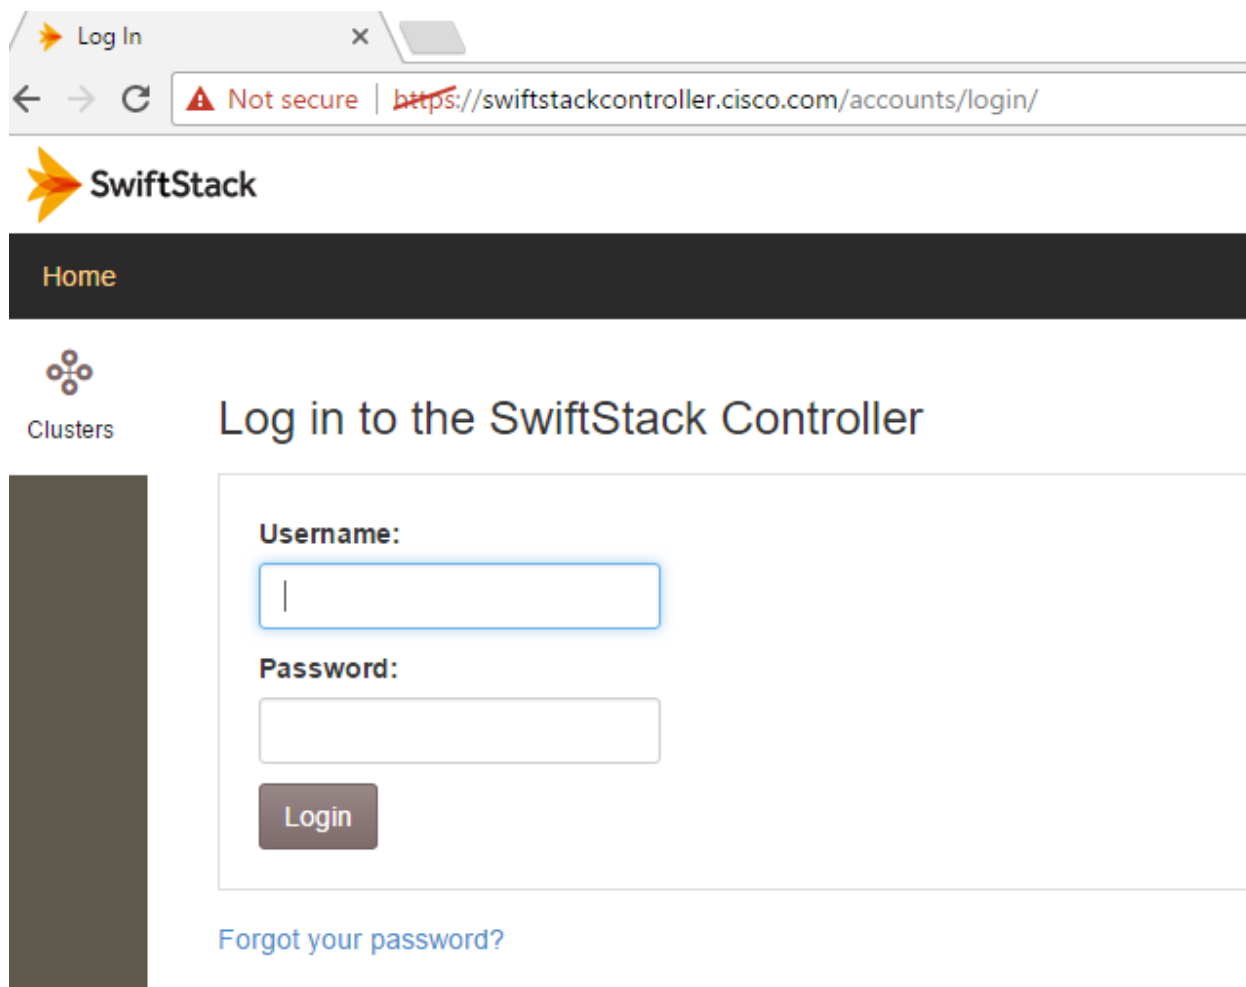 Log In
Not secure | https://swiftstackcontroller.cisco.com/accounts/login/
SwiftStack
Home
Clusters
Log in to the SwiftStack Controller
Username:
Password:
Login
Forgot your password?